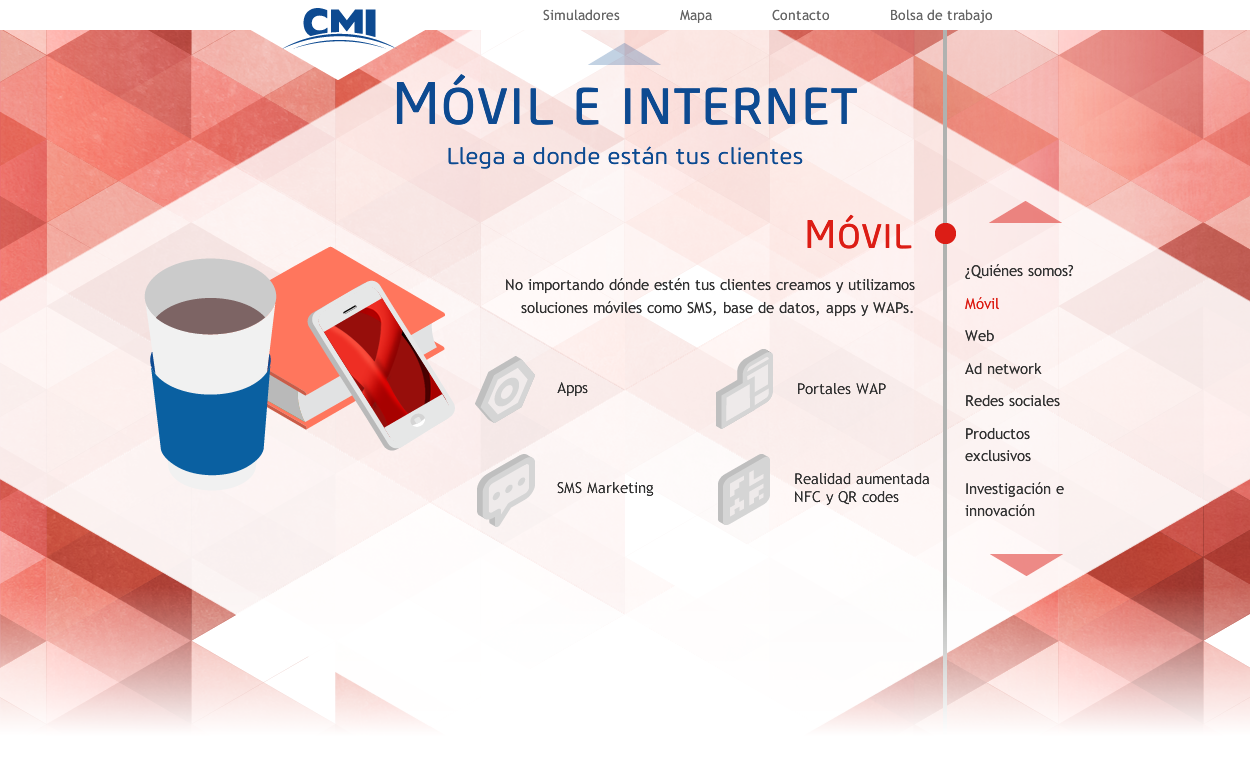 CMI
Simuladores
Mapa
Contacto
Bolsa de trabajo
MÓVIL E INTERNET
Llega a donde están tus clientes
MÓVIL
No importando dónde estén tus clientes creamos y utilizamos
soluciones móviles como SMS, base de datos, apps y WAPs.
Apps
Portales WAP
SMS Marketing
Realidad aumentada
NFC y QR codes
¿Quiénes somos?
Móvil
Web
Ad network
Redes sociales
Productos
exclusivos
Investigación e
innovación